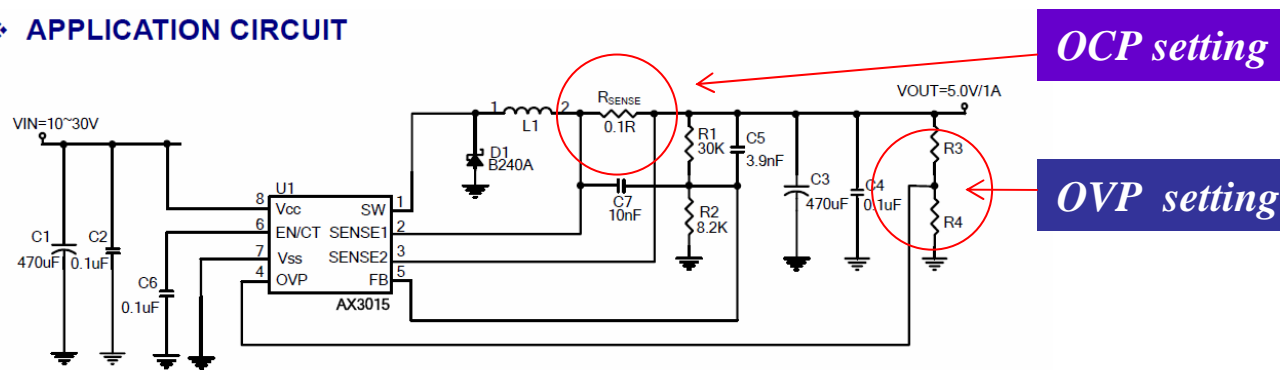 ❖ APPLICATION CIRCUIT
OCP setting
OVP setting
VIN=10~30V
C1
470uF
C2
0.1uF
C6
0.1uF
U1
8
Vcc
6
EN/CT
7
Vss
4
OVP
SW
1
SENSE1
2
SENSE2
3
FB
5
AX3015
D1
B240A
1
2
L1
RSENSE
0.1R
R1
30K
C5
3.9nF
C7
10nF
R2
8.2K
C3
470uF
C4
0.1uF
VOUT=5.0V/1A
R3
R4